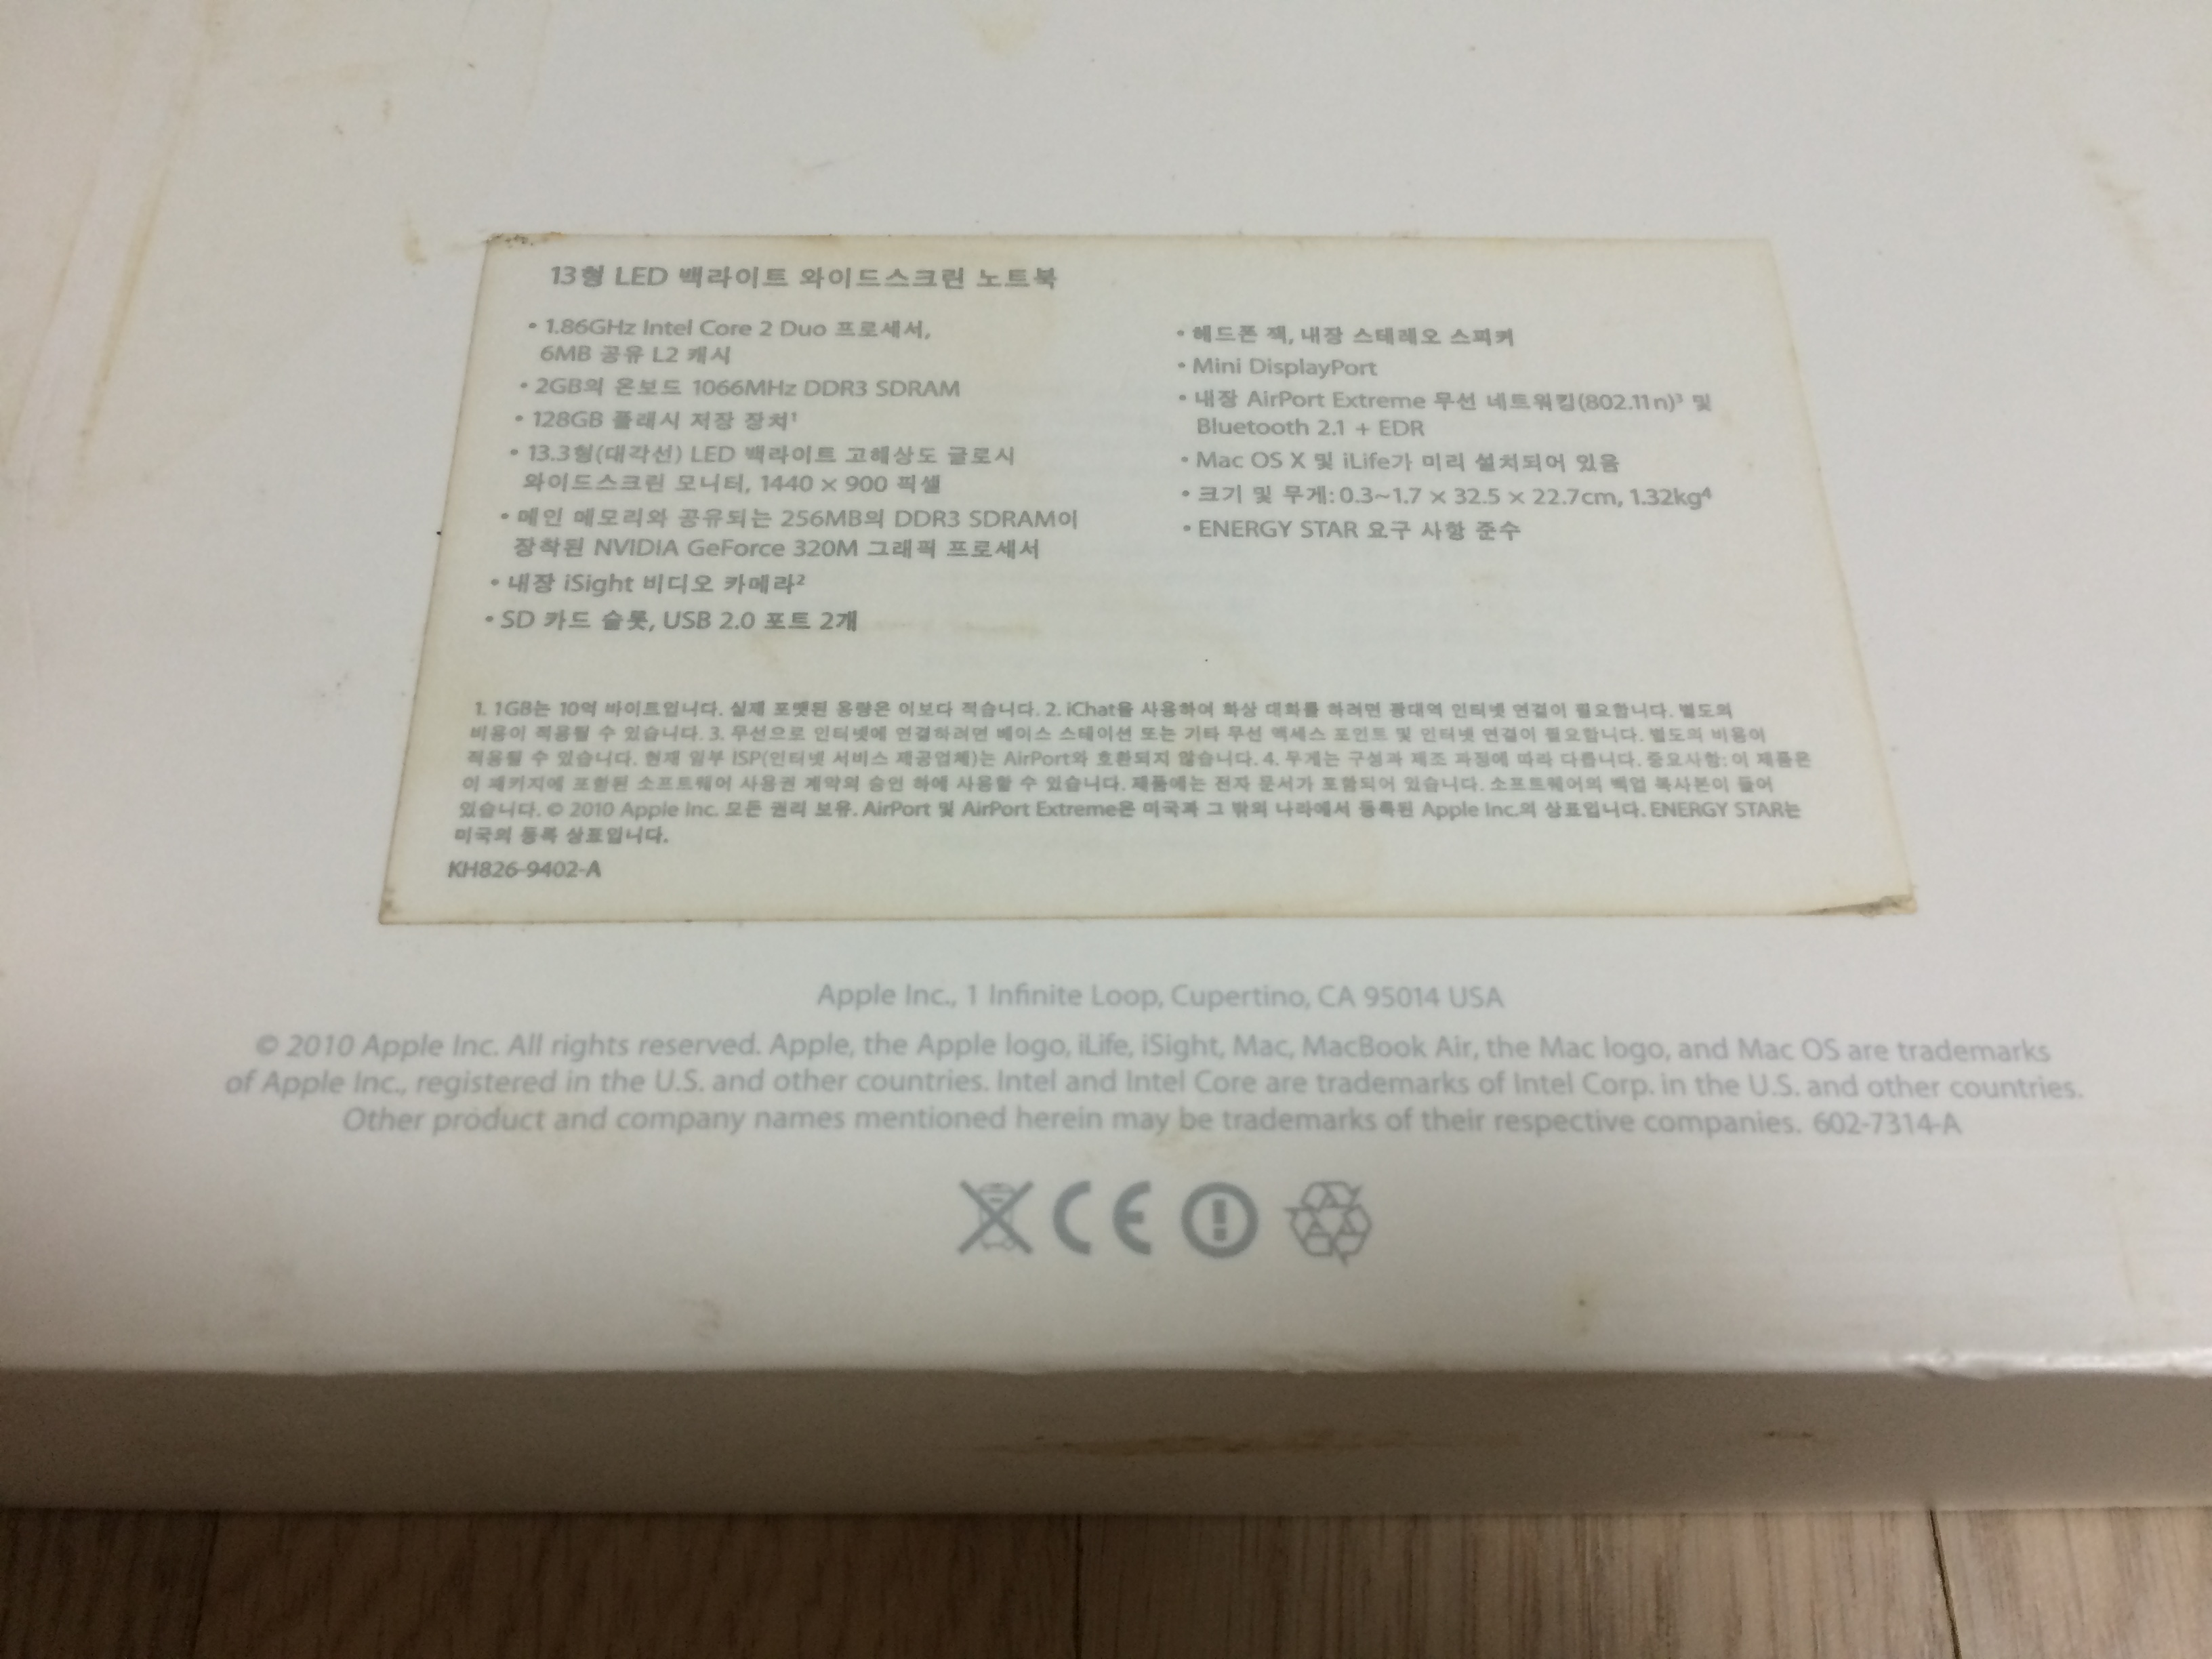 13형 LED 백라이트 와이드스크린 노트북
• 1.86GHz Intel Core 2 Duo 프로세서,
6MB 공유 L2 캐시
• 2GB의 온보드 1066MHz DDR3 SDRAM
• 128GB 플래시 저장 장치¹
• 13.3형(대각선) LED 백라이트 고해상도 글로시
와이드스크린 모니터, 1440 × 900 픽셀
• 메인 메모리와 공유되는 256MB의 DDR3 SDRAM이
장착된 NVIDIA GeForce 320M 그래픽 프로세서
• 내장 iSight 비디오 카메라²
• SD 카드 슬롯, USB 2.0 포트 2개
• 헤드폰 잭, 내장 스테레오 스피커
• Mini DisplayPort
• 내장 AirPort Extreme 무선 네트워킹(802.11n)³ 및
Bluetooth 2.1 + EDR
• Mac OS X 및 iLife가 미리 설치되어 있음
• 크기 및 무게: 0.3~1.7 × 32.5 × 22.7cm, 1.32kg⁴
• ENERGY STAR 요구 사항 준수
1. 1GB는 10억 바이트입니다. 실제 포맷된 용량은 이보다 적습니다. 2. iChat을 사용하여 화상 대화를 하려면 광대역 인터넷 연결이 필요합니다. 별도의
비용이 적용될 수 있습니다. 3. 무선으로 인터넷에 연결하려면 베이스 스테이션 또는 기타 무선 액세스 포인트 및 인터넷 연결이 필요합니다. 별도의 비용이
적용될 수 있습니다. 현재 일부 ISP(인터넷 서비스 제공업체)는 AirPort와 호환되지 않습니다. 4. 무게는 구성과 제조 과정에 따라 다릅니다. 중요사항: 이 제품은
이 패키지에 포함된 소프트웨어 사용권 계약의 승인 하에 사용할 수 있습니다. 제품에는 전자 문서가 포함되어 있습니다. 소프트웨어의 백업 복사본이 들어
있습니다. © 2010 Apple Inc. 모든 권리 보유. AirPort 및 AirPort Extreme은 미국과 그 밖의 나라에서 등록된 Apple Inc.의 상표입니다. ENERGY STAR는
미국의 등록 상표입니다.
KH826-9402-A
Apple Inc., 1 Infinite Loop, Cupertino, CA 95014 USA
© 2010 Apple Inc. All rights reserved. Apple, the Apple logo, iLife, iSight, Mac, MacBook Air, the Mac logo, and Mac OS are trademarks
of Apple Inc., registered in the U.S. and other countries. Intel and Intel Core are trademarks of Intel Corp. in the U.S. and other countries.
Other product and company names mentioned herein may be trademarks of their respective companies. 602-7314-A
CE